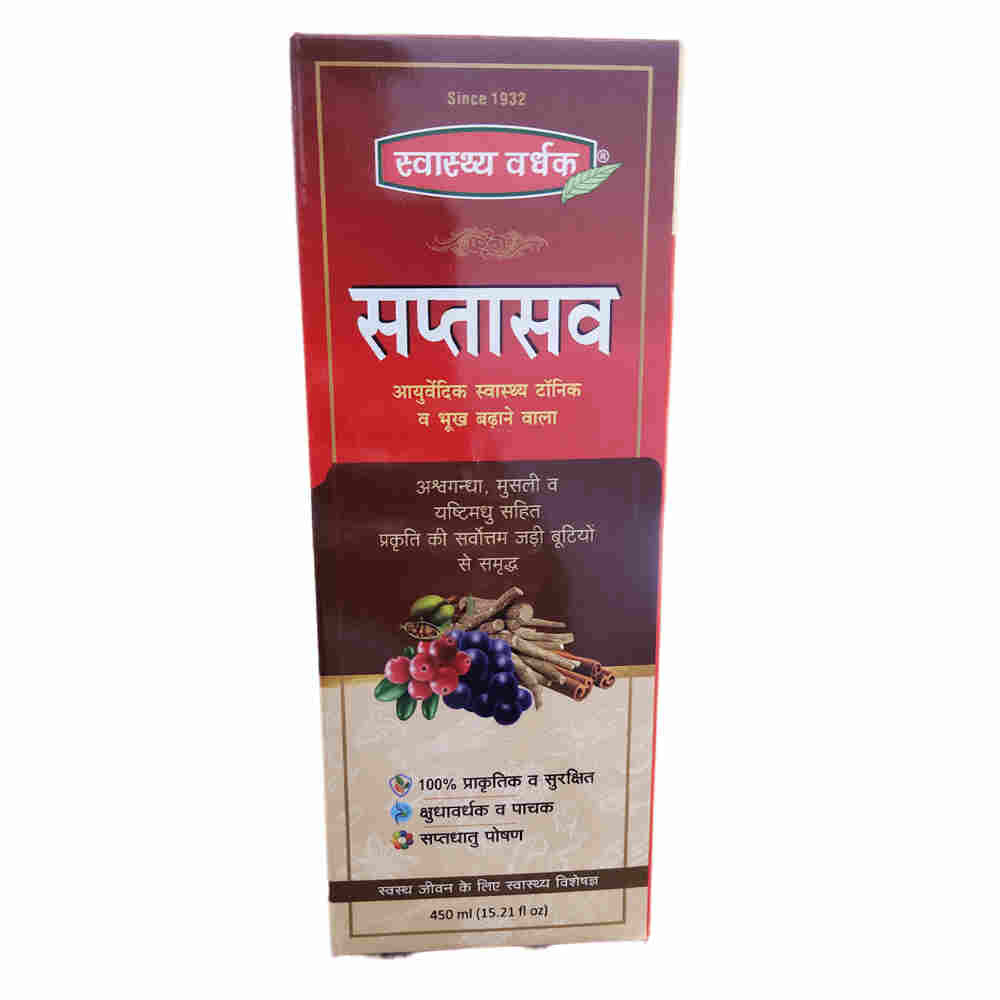 Since 1932
स्वास्थ्य वर्धक®
सप्तासव
आयुर्वेदिक स्वास्थ्य टॉनिक
व भूख बढ़ाने वाला
अश्वगन्धा, मुसली व
यष्टिमधु सहित
प्रकृति की सर्वोत्तम जड़ी बूटियों
से समृद्ध
100% प्राकृतिक व सुरक्षित
क्षुधावर्धक व पाचक
सप्तधातु पोषण
स्वस्थ जीवन के लिए स्वास्थ्य विशेषज्ञ
450 ml (15.21 fl oz)